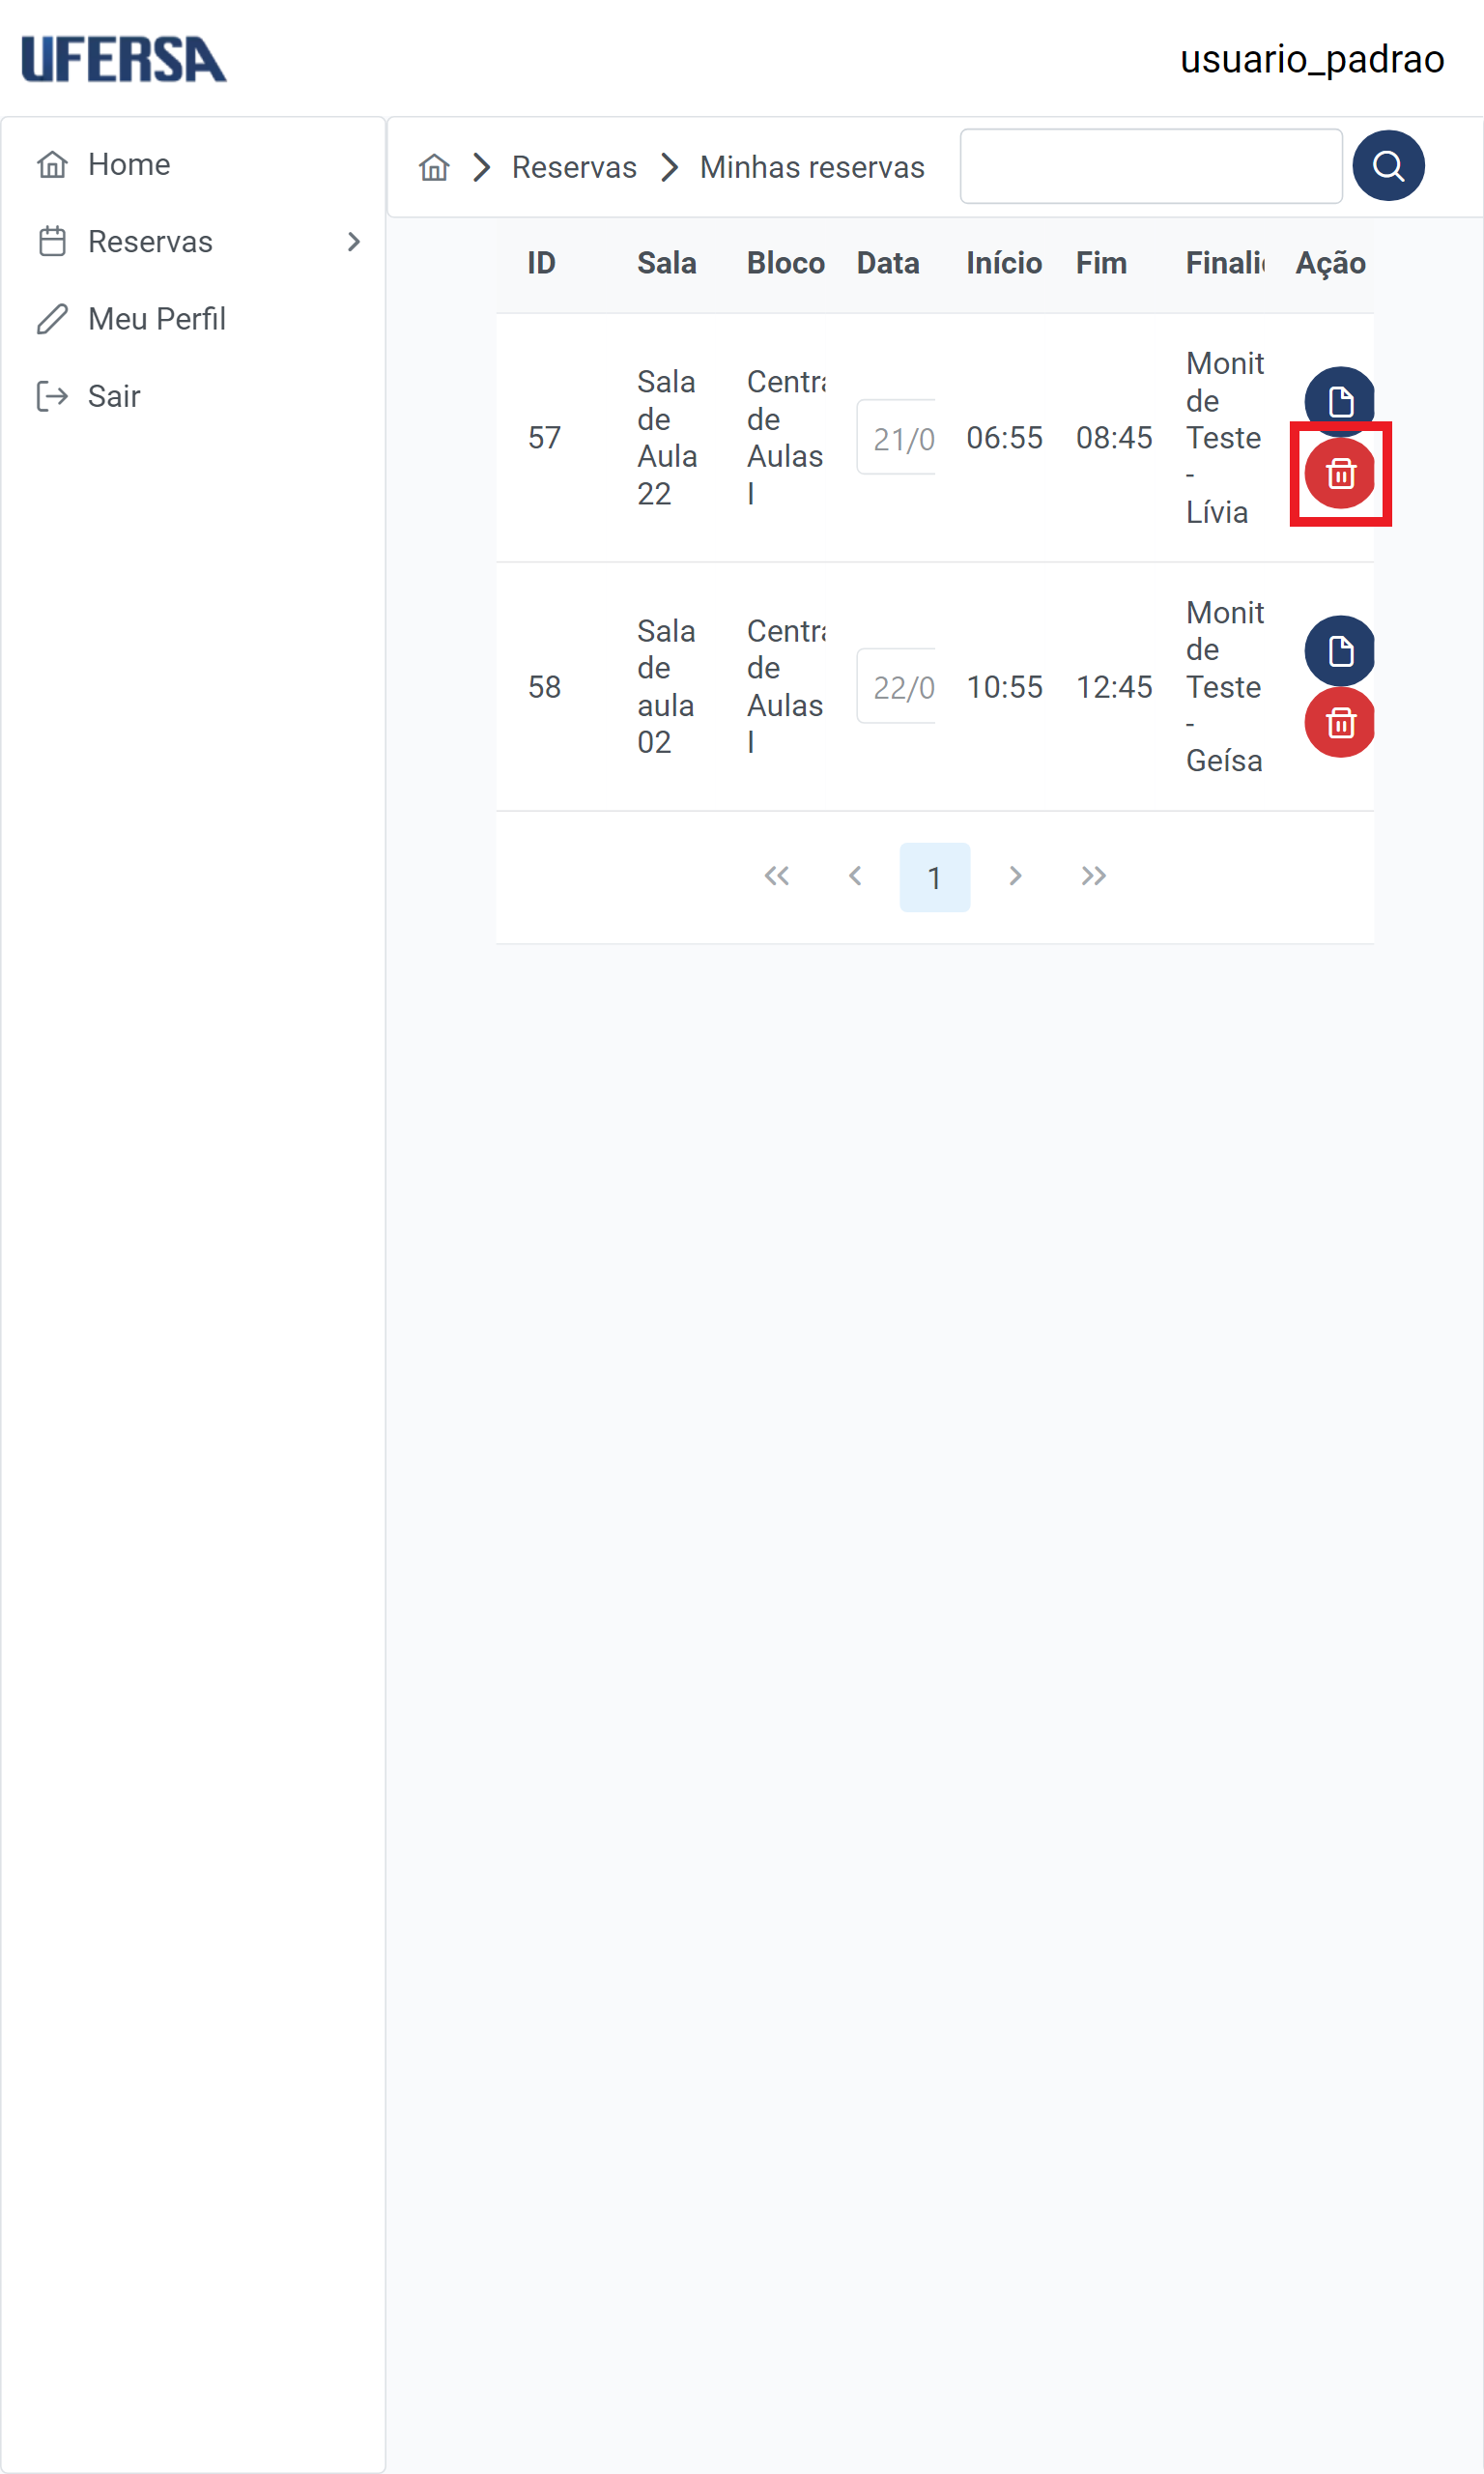 UFERSA
usuario_padrao
Home
Reservas
Meu Perfil
Sair
Reservas Minhas reservas
ID Sala Bloco Data Início Fim Finali Ação
57 Sala de Aula 22 Centra de Aulas I 21/0 06:55 08:45 Monit de Teste - Lívia
58 Sala de aula 02 Centra de Aulas I 22/0 10:55 12:45 Monit de Teste - Geísa
1